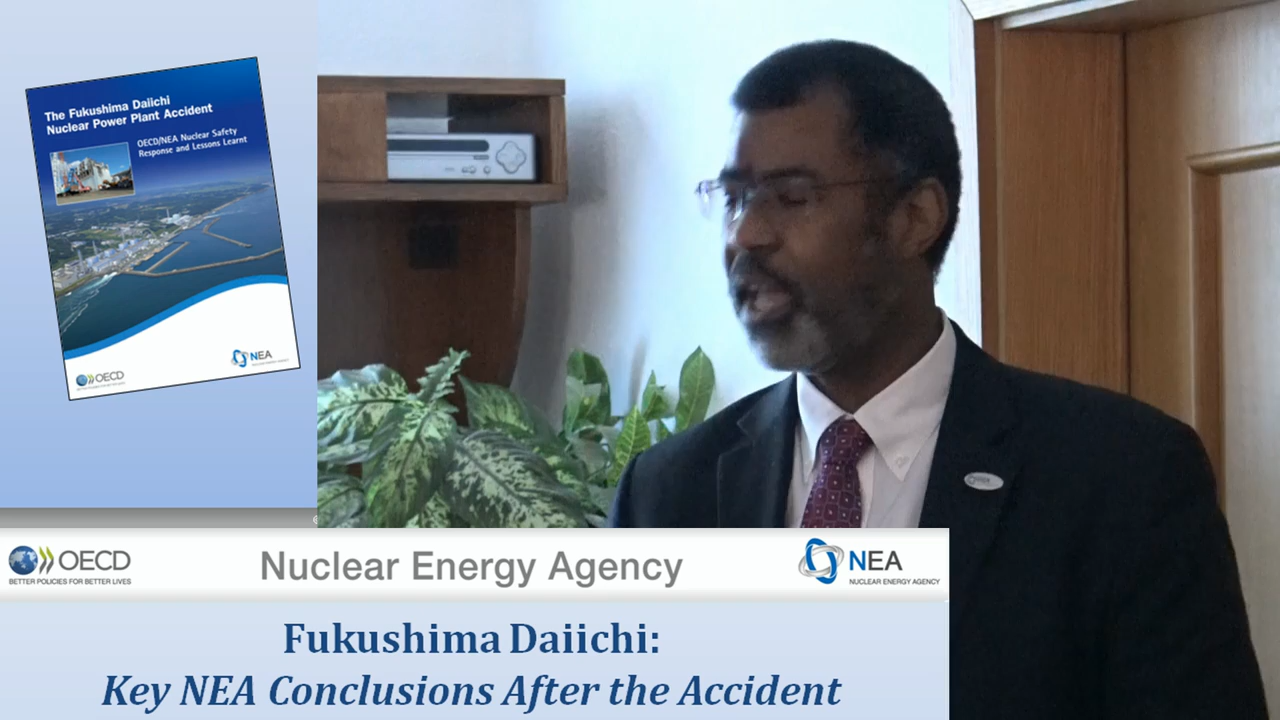 The Fukushima Daiichi
Nuclear Power Plant Accident
OECD/NEA Nuclear Safety
Response and Lessons Learnt
OECD
NEA
OECD
BETTER POLICIES FOR BETTER LIVES
Nuclear Energy Agency
NEA
NUCLEAR ENERGY AGENCY
Fukushima Daiichi:
Key NEA Conclusions After the Accident